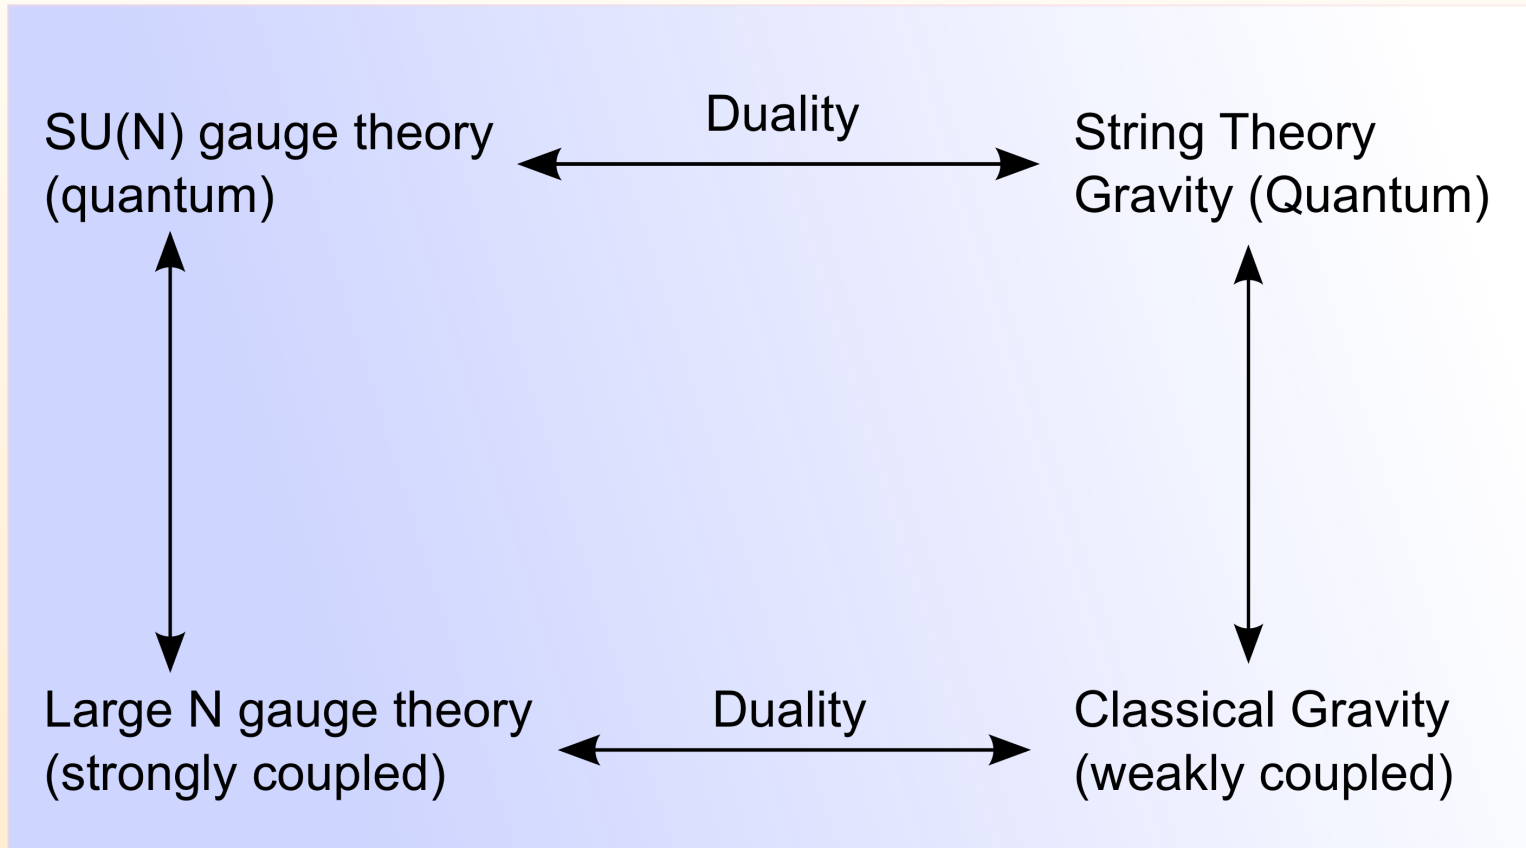 SU(N) gauge theory
(quantum)
Duality
String Theory
Gravity (Quantum)
Large N gauge theory
(strongly coupled)
Duality
Classical Gravity
(weakly coupled)